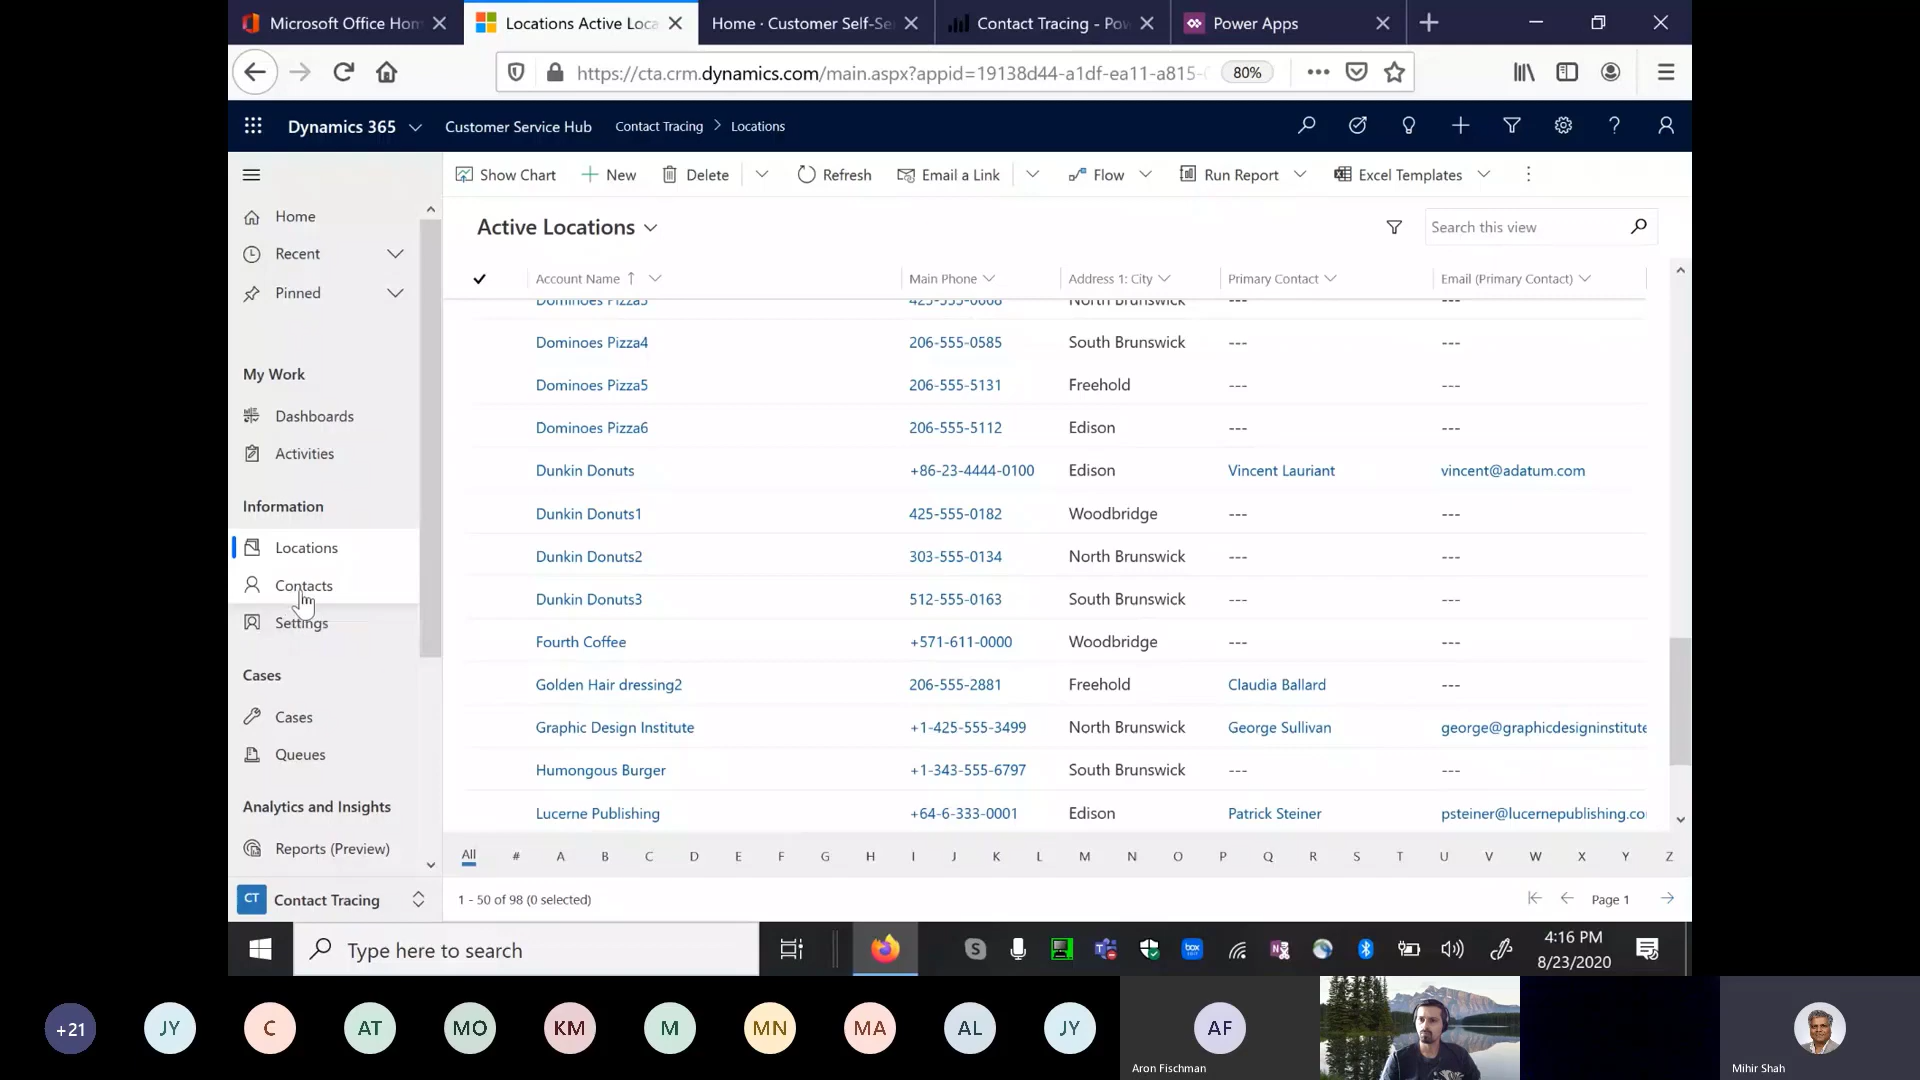 Microsoft Office Hom
Locations Active Loca
Home · Customer Self-Se
Contact Tracing - Pow
Power Apps
https://cta.crm.dynamics.com/main.aspx?appid=19138d44-a1df-ea11-a815-
80%
Dynamics 365
Customer Service Hub
Contact Tracing > Locations
Show Chart
New
Delete
Refresh
Email a Link
Flow
Run Report
Excel Templates
Home
Recent
Pinned
My Work
Dashboards
Activities
Information
Locations
Contacts
Settings
Cases
Cases
Queues
Analytics and Insights
Reports (Preview)
CT Contact Tracing
Active Locations
Search this view
Account Name ↑ Main Phone Address 1: City Primary Contact Email (Primary Contact)
Dominoes Pizza3 425-555-0068 North Brunswick --- ---
Dominoes Pizza4 206-555-0585 South Brunswick --- ---
Dominoes Pizza5 206-555-5131 Freehold --- ---
Dominoes Pizza6 206-555-5112 Edison --- ---
Dunkin Donuts +86-23-4444-0100 Edison Vincent Lauriant vincent@adatum.com
Dunkin Donuts1 425-555-0182 Woodbridge --- ---
Dunkin Donuts2 303-555-0134 North Brunswick --- ---
Dunkin Donuts3 512-555-0163 South Brunswick --- ---
Fourth Coffee +571-611-0000 Woodbridge --- ---
Golden Hair dressing2 206-555-2881 Freehold Claudia Ballard ---
Graphic Design Institute +1-425-555-3499 North Brunswick George Sullivan george@graphicdesigninstitute
Humongous Burger +1-343-555-6797 South Brunswick --- ---
Lucerne Publishing +64-6-333-0001 Edison Patrick Steiner psteiner@lucernepublishing.co
All # A B C D E F G H I J K L M N O P Q R S T U V W X Y Z
1 - 50 of 98 (0 selected)
Page 1
Type here to search
4:16 PM
8/23/2020
+21 JY C AT MO KM M MN MA AL JY AF
Aron Fischman
Mihir Shah